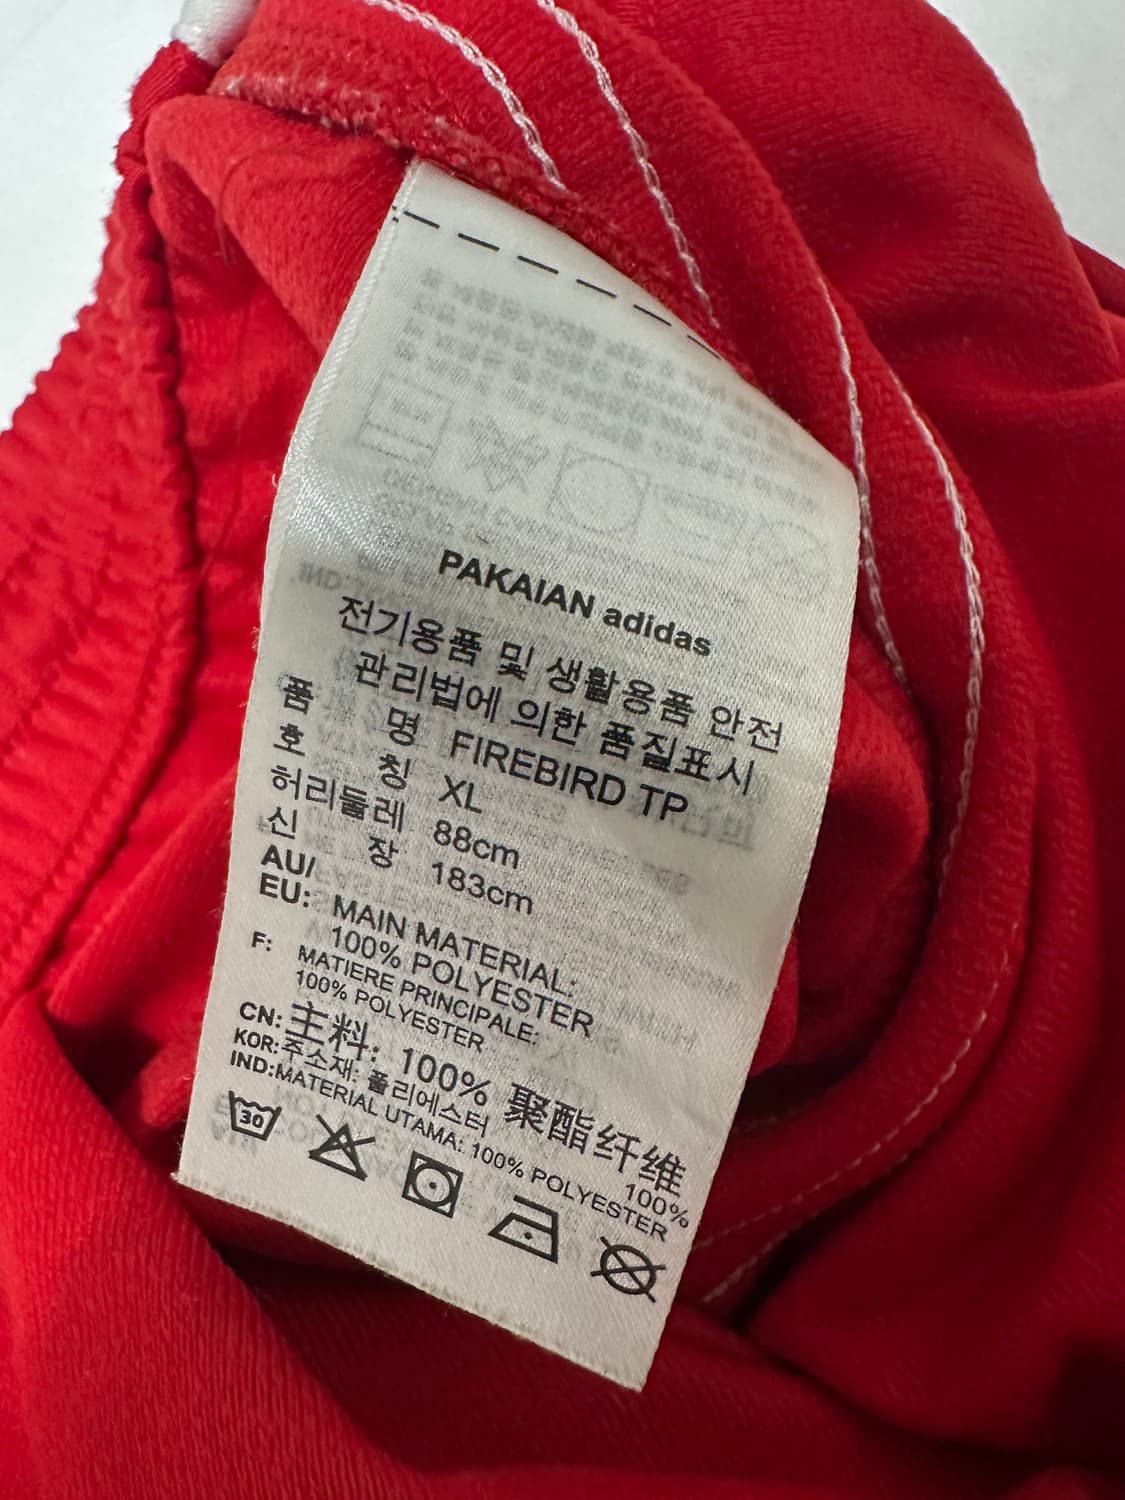 PAKAIAN adidas
전기용품 및 생활용품 안전
관리법에 의한 품질표시
품 명 FIREBIRD TP
호 칭 XL
허리둘레 88cm
신 장 183cm
AU/
EU: MAIN MATERIAL:
100% POLYESTER
F: MATIERE PRINCIPALE:
100% POLYESTER
CN: 主料: 100% 聚酯纤维
KOR: 주소재: 폴리에스터 100%
IND: MATERIAL UTAMA: 100% POLYESTER
30